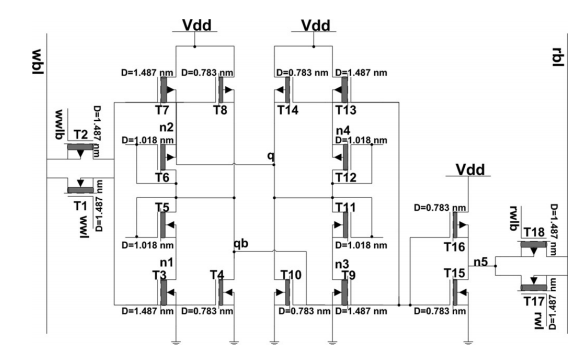 Vdd Vdd
wbl rbl
D=1.487 nm D=0.783 nm D=0.783 nm D=1.487 nm
T7 T8 T14 T13
wwlb T2 D=1.487 nm
n2 n4
D=1.018 nm D=1.018 nm
q
T6 T12
Vdd
T1 wwl D=1.487 nm
T5 T11
D=0.783 nm
D=1.018 nm D=1.018 nm
T16
rwlb T18 D=1.487 nm
qb
n1 n3 n5
T3 T4 T10 T9 T15
D=1.487 nm D=0.783 nm D=0.783 nm D=1.487 nm D=0.783 nm
T17 rwl D=1.487 nm